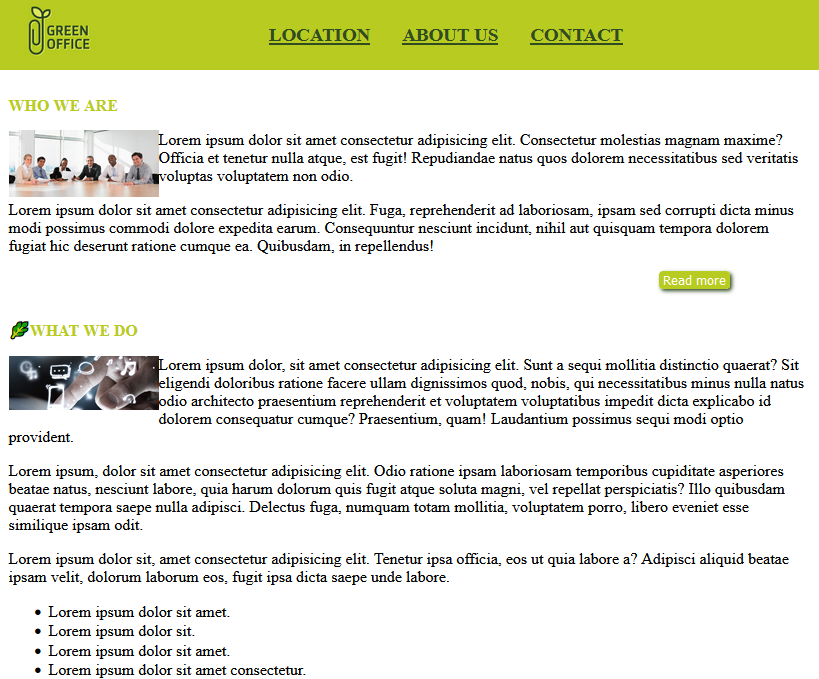 GREEN
OFFICE
LOCATION ABOUT US CONTACT
WHO WE ARE
Lorem ipsum dolor sit amet consectetur adipisicing elit. Consectetur molestias magnam maxime?
Officia et tenetur nulla atque, est fugit! Repudiandae natus quos dolorem necessitatibus sed veritatis
voluptas voluptatem non odio.
Lorem ipsum dolor sit amet consectetur adipisicing elit. Fuga, reprehenderit ad laboriosam, ipsam sed corrupti dicta minus
modi possimus commodi dolore expedita earum. Consequuntur nesciunt incidunt, nihil aut quisquam tempora dolorem
fugiat hic deserunt ratione cumque ea. Quibusdam, in repellendus!
Read more
WHAT WE DO
Lorem ipsum dolor, sit amet consectetur adipisicing elit. Sunt a sequi mollitia distinctio quaerat? Sit
eligendi doloribus ratione facere ullam dignissimos quod, nobis, qui necessitatibus minus nulla natus
odio architecto praesentium reprehenderit et voluptatem voluptatibus impedit dicta explicabo id
dolorem consequatur cumque? Praesentium, quam! Laudantium possimus sequi modi optio
provident.
Lorem ipsum, dolor sit amet consectetur adipisicing elit. Odio ratione ipsam laboriosam temporibus cupiditate asperiores
beatae natus, nesciunt labore, quia harum dolorum quis fugit atque soluta magni, vel repellat perspiciatis? Illo quibusdam
quaerat tempora saepe nulla adipisci. Delectus fuga, numquam totam mollitia, voluptatem porro, libero eveniet esse
similique ipsam odit.
Lorem ipsum dolor sit, amet consectetur adipisicing elit. Tenetur ipsa officia, eos ut quia labore a? Adipisci aliquid beatae
ipsam velit, dolorum laborum eos, fugit ipsa dicta saepe unde labore.
• Lorem ipsum dolor sit amet.
• Lorem ipsum dolor sit.
• Lorem ipsum dolor sit amet.
• Lorem ipsum dolor sit amet consectetur.